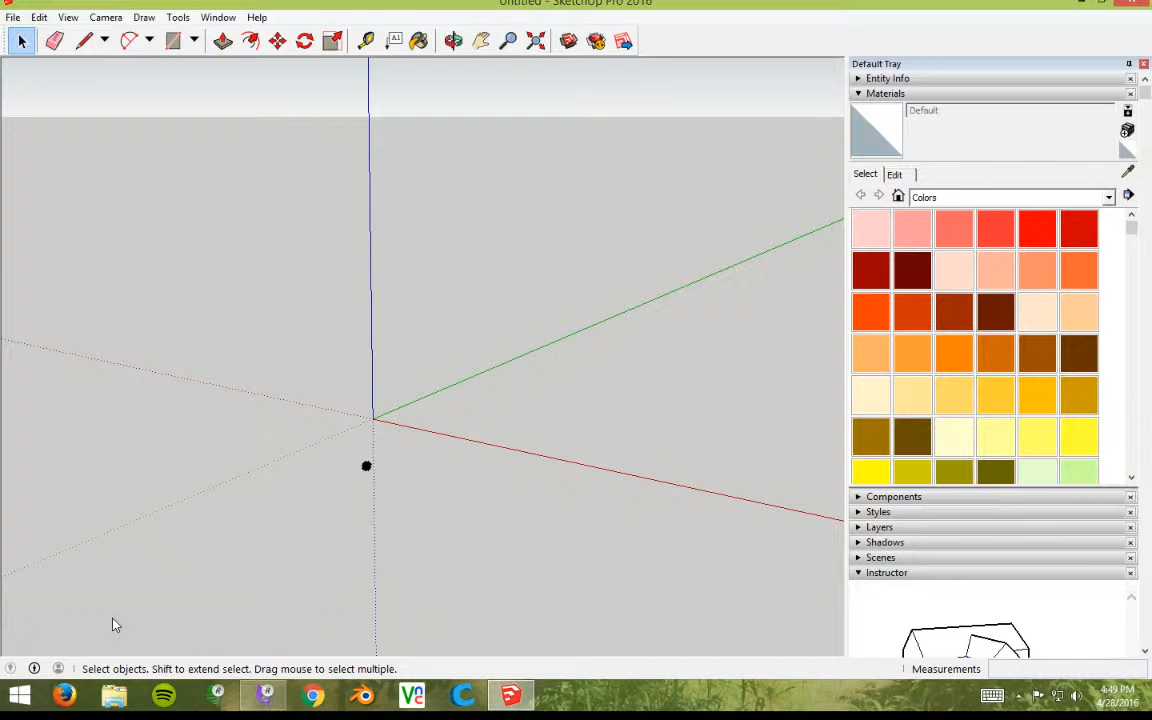 Untitled - SketchUp Pro 2016
File Edit View Camera Draw Tools Window Help
A1
Default Tray
Entity Info
Materials
Default
Select Edit
Colors
Components
Styles
Layers
Shadows
Scenes
Instructor
Select objects. Shift to extend select. Drag mouse to select multiple.
Measurements
4:49 PM
4/28/2016